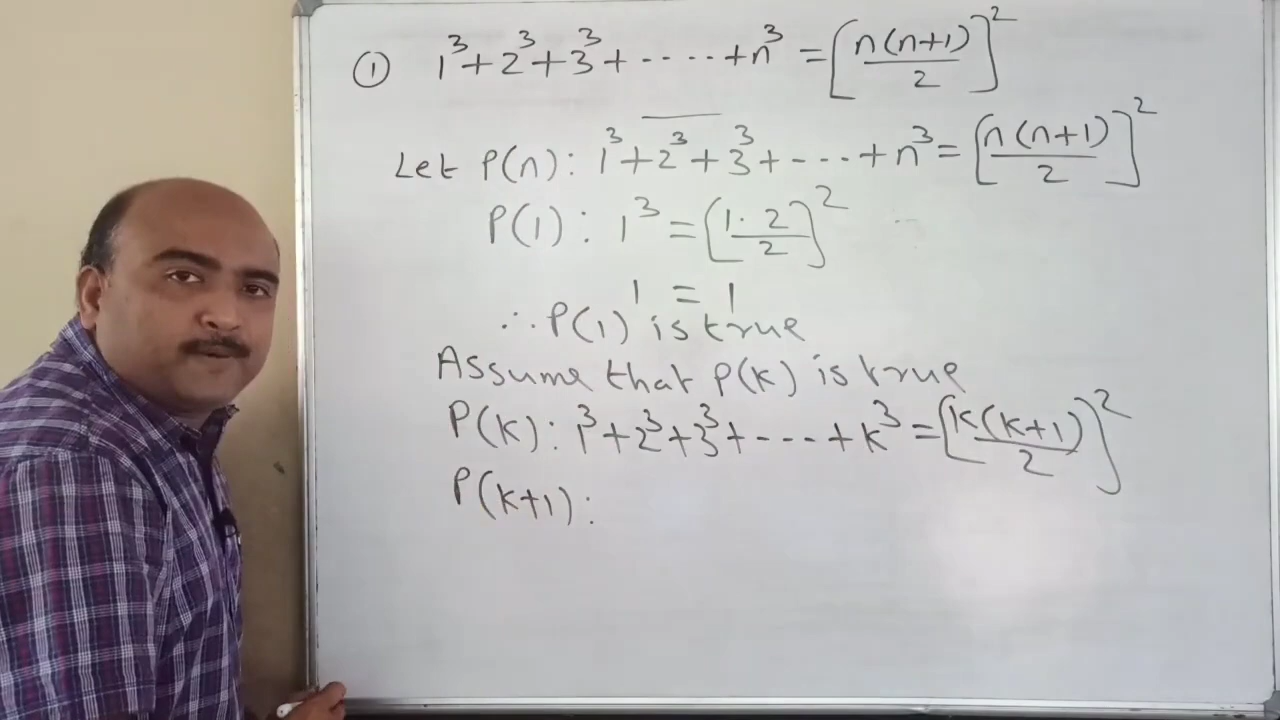 ① 1³+2³+3³+ ----- +n³ = [n(n+1)/2]²
Let P(n): 1³+2³+3³+ --- +n³ = [n(n+1)/2]²
P(1): 1³ = [1·2/2]²
1 = 1
∴ P(1) is true
Assume that P(k) is true
P(k): 1³+2³+3³+ ---- +k³ = [k(k+1)/2]²
P(k+1):